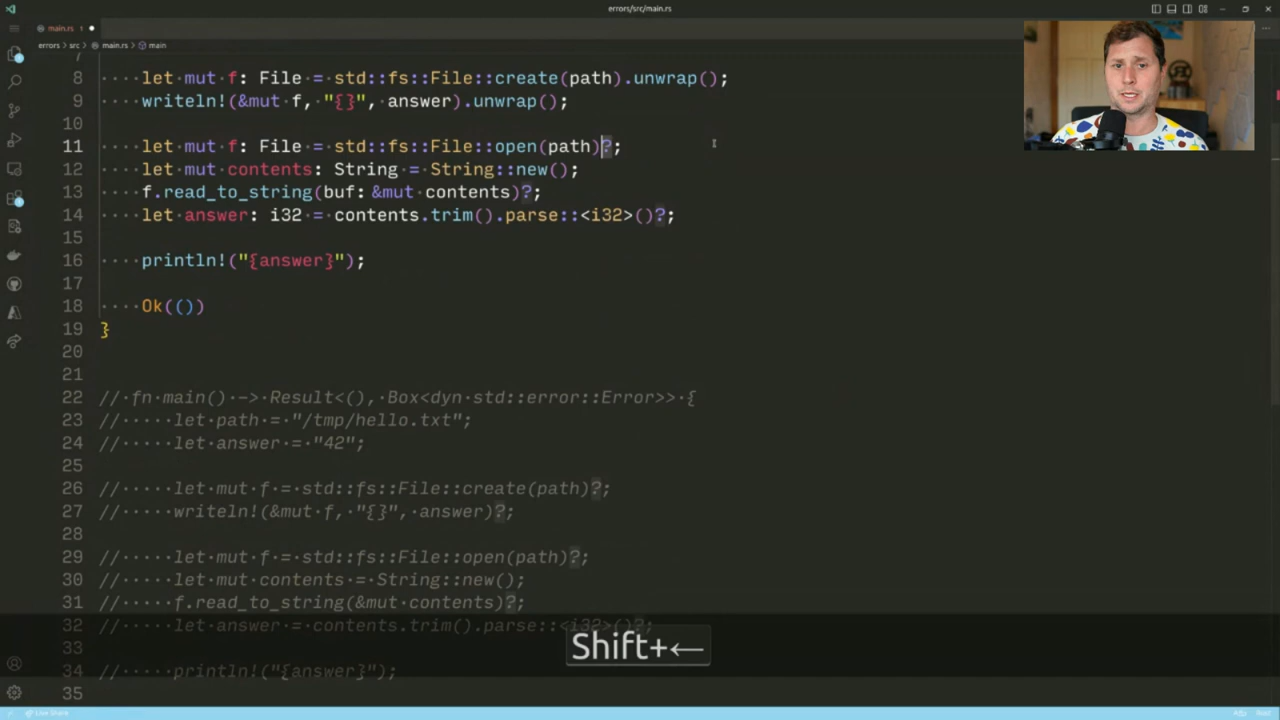 errors/src/main.rs
main.rs 1
errors > src > main.rs > main
7
8 ····let·mut·f: File·=·std::fs::File::create(path).unwrap();
9 ····writeln!(&mut·f,·"{}",·answer).unwrap();
10
11 ····let·mut·f: File·=·std::fs::File::open(path)?;
12 ····let·mut·contents: String·=·String::new();
13 ····f.read_to_string(buf: &mut·contents)?;
14 ····let·answer: i32·=·contents.trim().parse::<i32>()?;
15
16 ····println!("{answer}");
17
18 ····Ok(())
19 }
20
21
22 //·fn·main()·->·Result<(),·Box<dyn·std::error::Error>>·{
23 //·····let·path·=·"/tmp/hello.txt";
24 //·····let·answer·=·"42";
25
26 //·····let·mut·f·=·std::fs::File::create(path)?;
27 //·····writeln!(&mut·f,·"{}",·answer)?;
28
29 //·····let·mut·f·=·std::fs::File::open(path)?;
30 //·····let·mut·contents·=·String::new();
31 //·····f.read_to_string(&mut·contents)?;
32 //·····let·answer·=·contents.trim().parse::<i32>()?;
33
34 //·····println!("{answer}");
35
Shift+←
Live Share
Rust